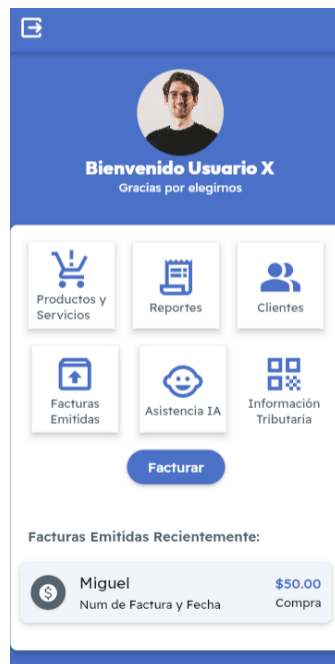 Bienvenido Usuario X
Gracias por elegirnos
Productos y
Servicios
Reportes
Clientes
Facturas
Emitidas
Asistencia IA
Información
Tributaria
Facturar
Facturas Emitidas Recientemente:
Miguel
$50.00
Num de Factura y Fecha
Compra